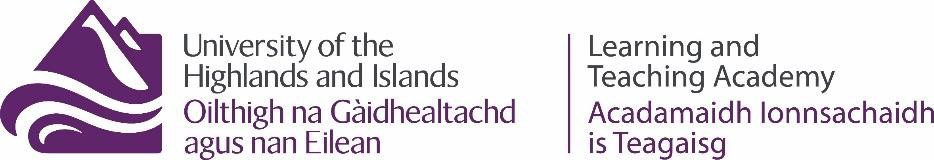 University of the
Highlands and Islands
Oilthigh na Gàidhealtachd
agus nan Eilean
Learning and
Teaching Academy
Acadamaidh Ionnsachaidh
is Teagaisg